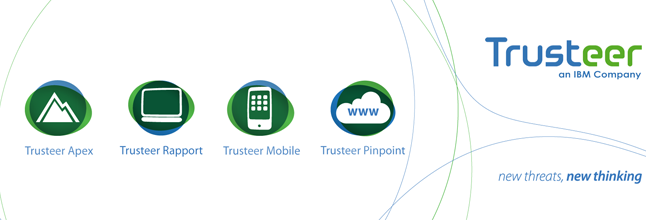 Trusteer
an IBM Company
www
Trusteer Apex
Trusteer Rapport
Trusteer Mobile
Trusteer Pinpoint
new threats, new thinking